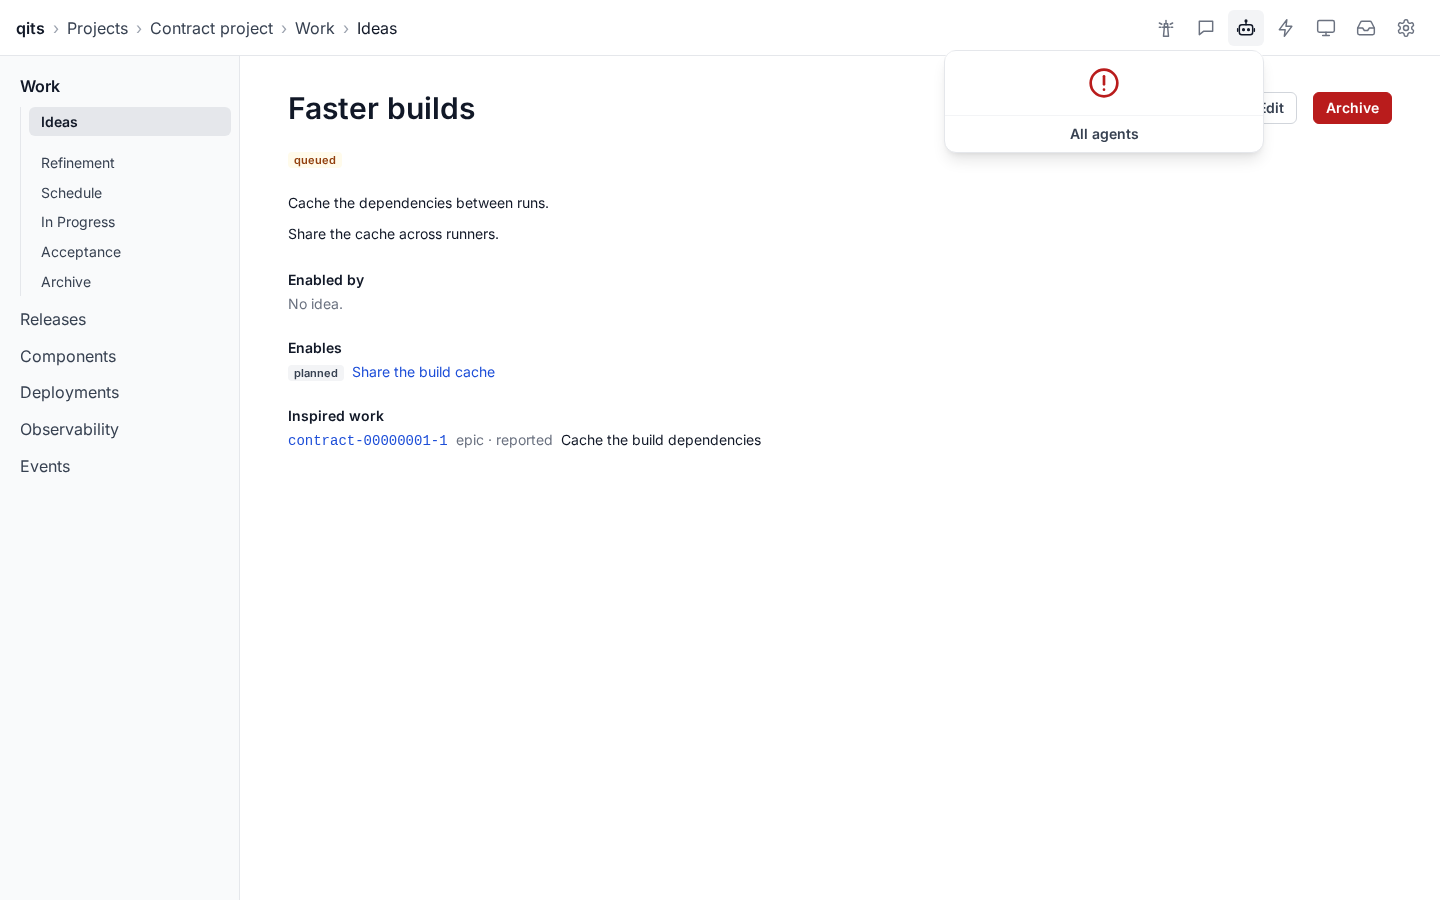 qits › Projects › Contract project › Work › Ideas
Work
Ideas
Refinement
Schedule
In Progress
Acceptance
Archive
Releases
Components
Deployments
Observability
Events
Faster builds
Edit
Archive
All agents
queued
Cache the dependencies between runs.
Share the cache across runners.
Enabled by
No idea.
Enables
planned Share the build cache
Inspired work
contract-00000001-1 epic · reported Cache the build dependencies